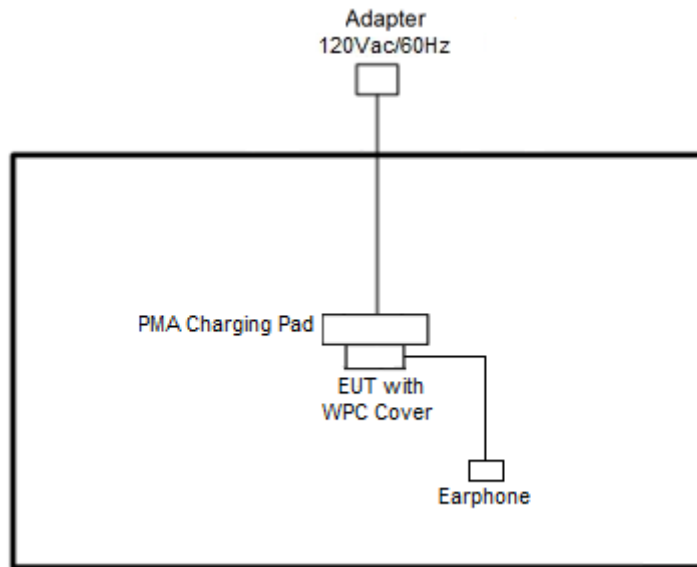 Adapter
120Vac/60Hz
PMA Charging Pad
EUT with
WPC Cover
Earphone